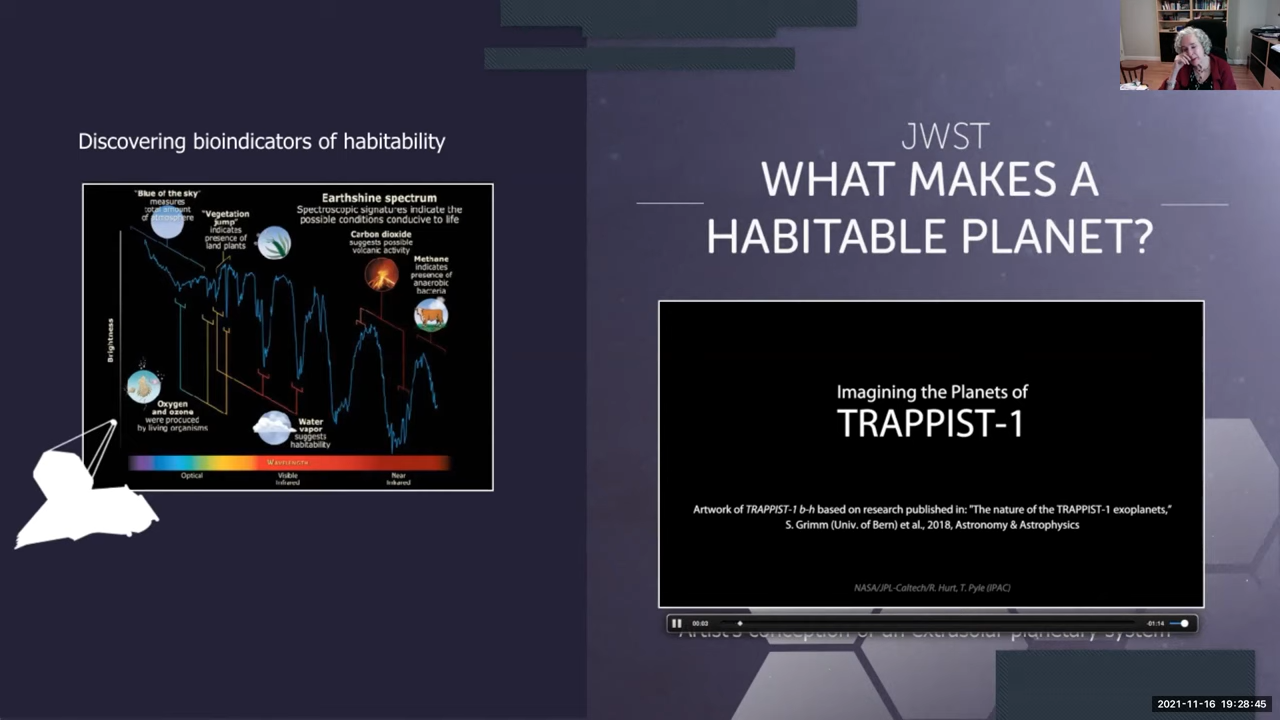 Discovering bioindicators of habitability
"Blue of the sky"
measures
total amount
of atmosphere
"Vegetation
jump"
indicates
presence of
land plants
Earthshine spectrum
Spectroscopic signatures indicate the
possible conditions conducive to life
Carbon dioxide
suggests possible
volcanic activity
Methane
indicates
presence of
anaerobic
bacteria
Brightness
Oxygen
and ozone
were procuced
by living organisms
Water
vapor
suggests
habitability
Wavelength
Optical
Visible
Infrared
Near
Infrared
JWST
WHAT MAKES A
HABITABLE PLANET?
Imagining the Planets of
TRAPPIST-1
Artwork of TRAPPIST-1 b-h based on research published in: "The nature of the TRAPPIST-1 exoplanets,"
S. Grimm (Univ. of Bern) et al., 2018, Astronomy & Astrophysics
NASA/JPL-Caltech/R. Hurt, T. Pyle (IPAC)
00:03
-01:14
Artist's conception of an extrasolar planetary system
2021-11-16 19:28:45